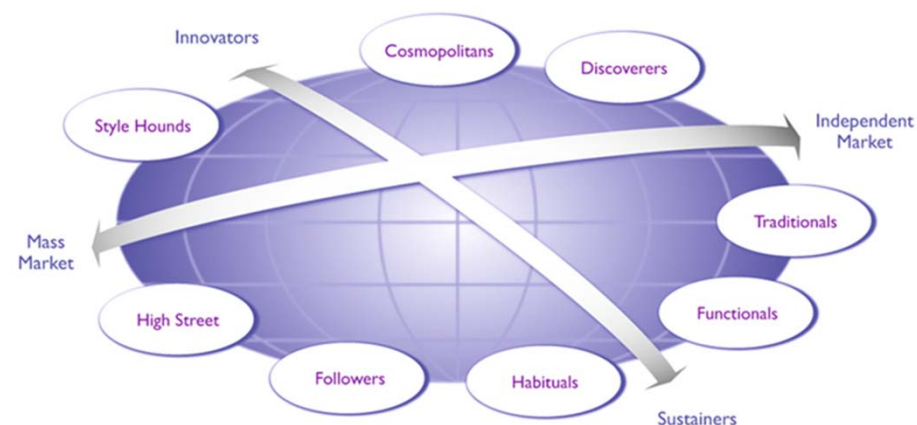 Innovators
Cosmopolitans
Discoverers
Style Hounds
Independent
Market
Traditionals
Mass
Market
High Street
Functionals
Followers
Habituals
Sustainers